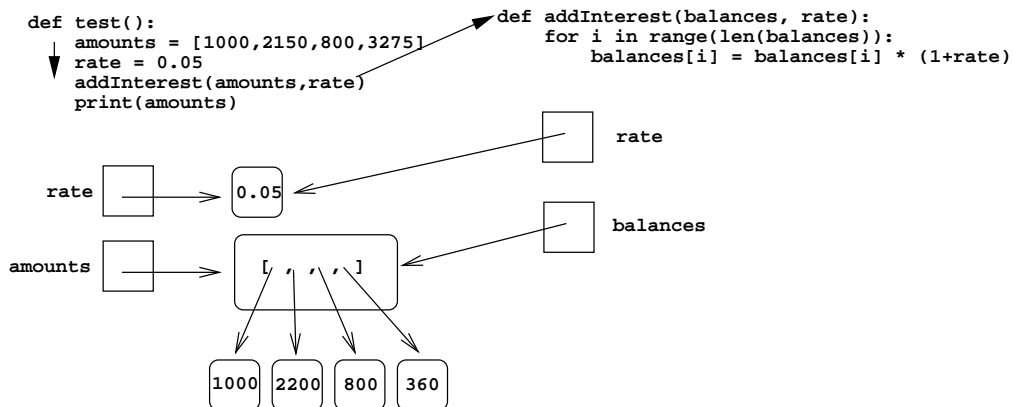 def test():
    amounts = [1000,2150,800,3275]
    rate = 0.05
    addInterest(amounts,rate)
    print(amounts)
def addInterest(balances, rate):
    for i in range(len(balances)):
        balances[i] = balances[i] * (1+rate)
rate
rate
0.05
balances
amounts
[ , , , ]
1000 2200 800 360